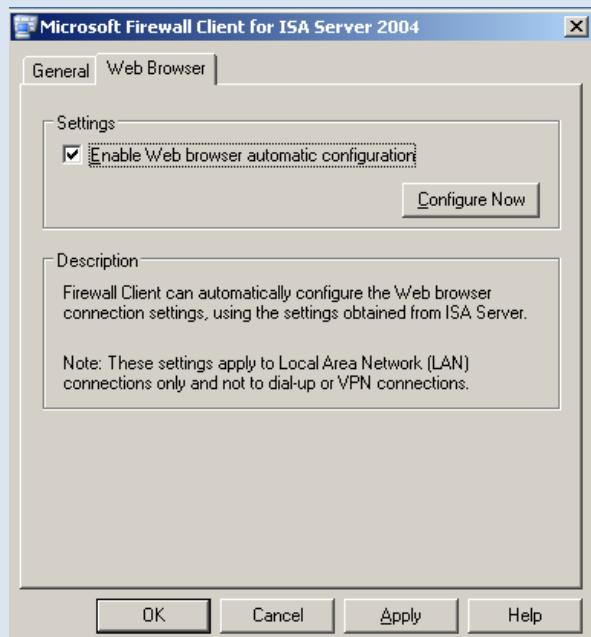 Microsoft Firewall Client for ISA Server 2004
General
Web Browser
Settings
Enable Web browser automatic configuration
Configure Now
Description
Firewall Client can automatically configure the Web browser
connection settings, using the settings obtained from ISA Server.
Note: These settings apply to Local Area Network (LAN)
connections only and not to dial-up or VPN connections.
OK
Cancel
Apply
Help